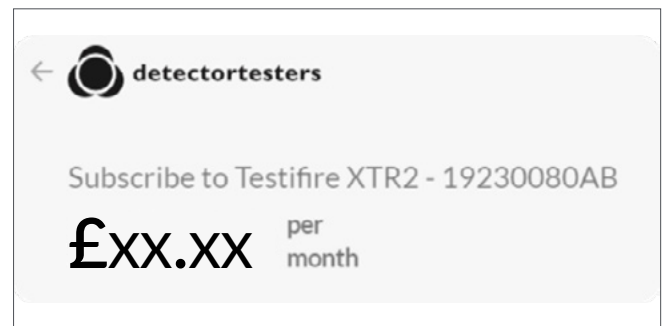 detectortesters
Subscribe to Testifire XTR2 - 19230080AB
£xx.xx per
month